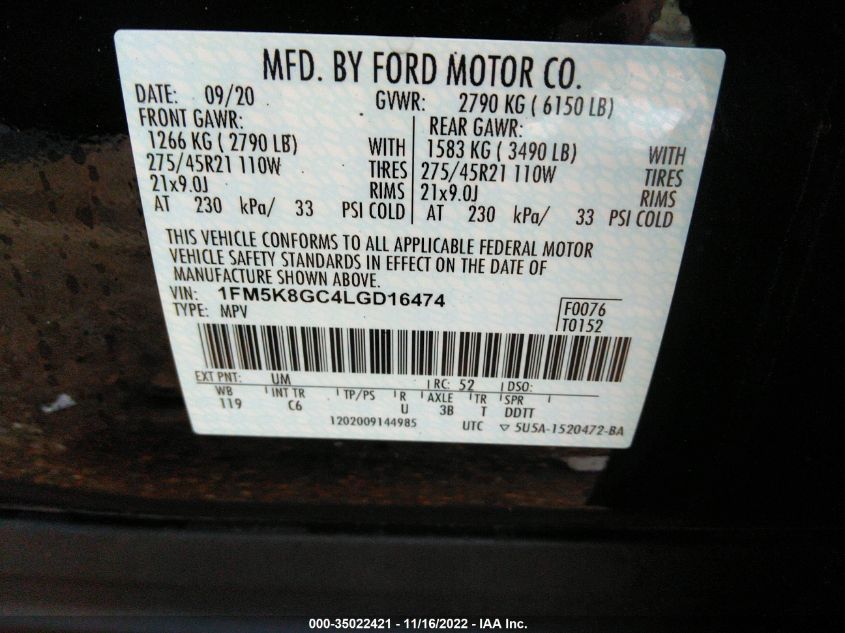 MFD. BY FORD MOTOR CO.
DATE: 09/20 GVWR: 2790 KG ( 6150 LB)
FRONT GAWR: REAR GAWR:
1266 KG ( 2790 LB) WITH 1583 KG ( 3490 LB) WITH
275/45R21 110W TIRES 275/45R21 110W TIRES
21x9.0J RIMS 21x9.0J RIMS
AT 230 kPa/ 33 PSI COLD AT 230 kPa/ 33 PSI COLD
THIS VEHICLE CONFORMS TO ALL APPLICABLE FEDERAL MOTOR
VEHICLE SAFETY STANDARDS IN EFFECT ON THE DATE OF
MANUFACTURE SHOWN ABOVE.
VIN: 1FM5K8GC4LGD16474 F0076
TYPE: MPV T0152
EXT PNT: UM RC: 52 DSO:
WB INT TR TP/PS R AXLE TR SPR
119 C6 U 3B T DDTT
1202009144985 UTC ▽ 5U5A-1520472-BA
000-35022421 - 11/16/2022 - IAA Inc.